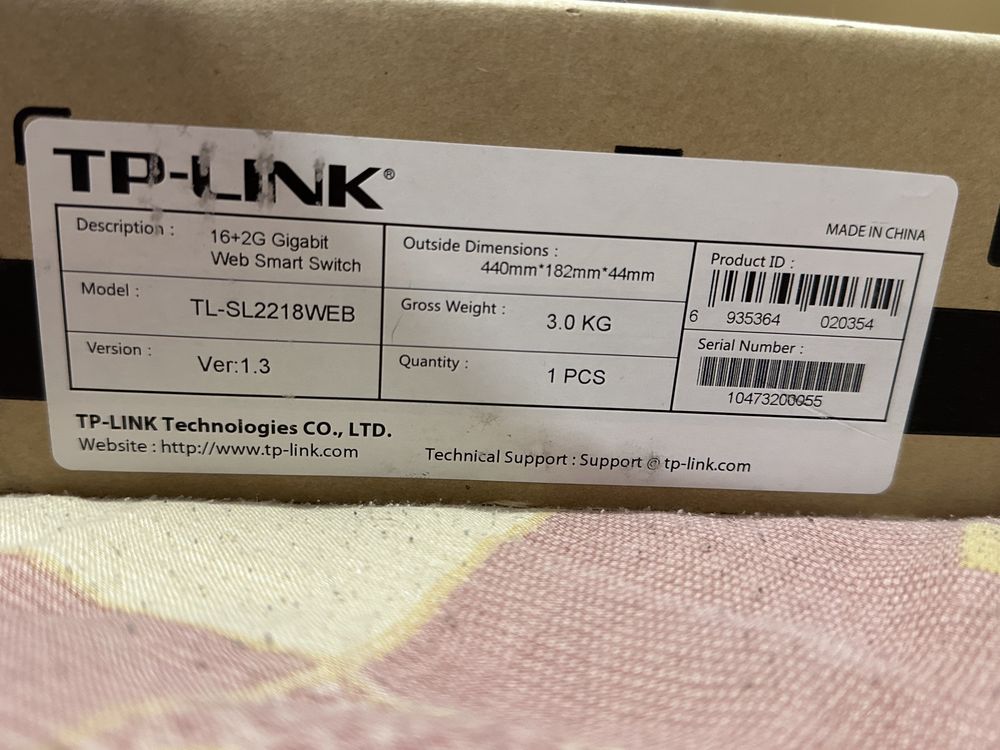 TP-LINK®
MADE IN CHINA
Description :
16+2G Gigabit
Web Smart Switch
Model :
TL-SL2218WEB
Version :
Ver:1.3
Outside Dimensions :
440mm*182mm*44mm
Gross Weight :
3.0 KG
Quantity :
1 PCS
Product ID :
6 935364 020354
Serial Number :
10473200055
TP-LINK Technologies CO., LTD.
Website : http://www.tp-link.com
Technical Support : Support @ tp-link.com